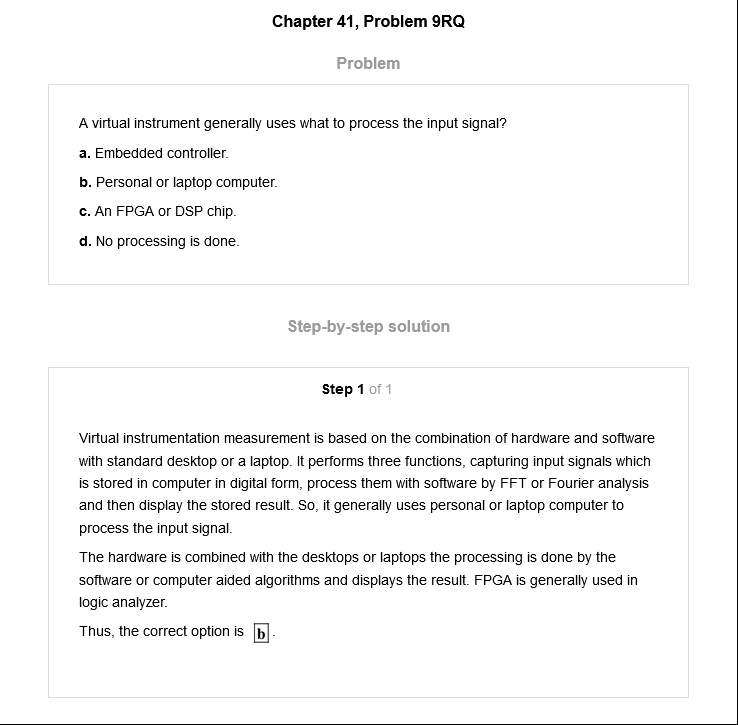 Chapter 41, Problem 9RQ
Problem
A virtual instrument generally uses what to process the input signal?
a. Embedded controller.
b. Personal or laptop computer.
c. An FPGA or DSP chip.
d. No processing is done.
Step-by-step solution
Step 1 of 1
Virtual instrumentation measurement is based on the combination of hardware and software
with standard desktop or a laptop. It performs three functions, capturing input signals which
is stored in computer in digital form, process them with software by FFT or Fourier analysis
and then display the stored result. So, it generally uses personal or laptop computer to
process the input signal.
The hardware is combined with the desktops or laptops the processing is done by the
software or computer aided algorithms and displays the result. FPGA is generally used in
logic analyzer.
Thus, the correct option is b.